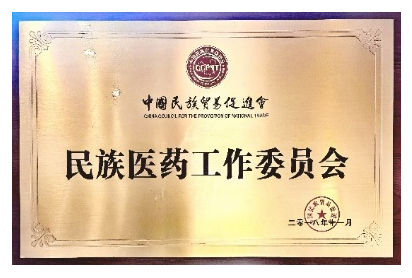 中國民族貿易促進會
CHINA COUNCIL FOR THE PROMOTION OF NATIONAL TRADE
民族医药工作委员会
二零一八年十一月